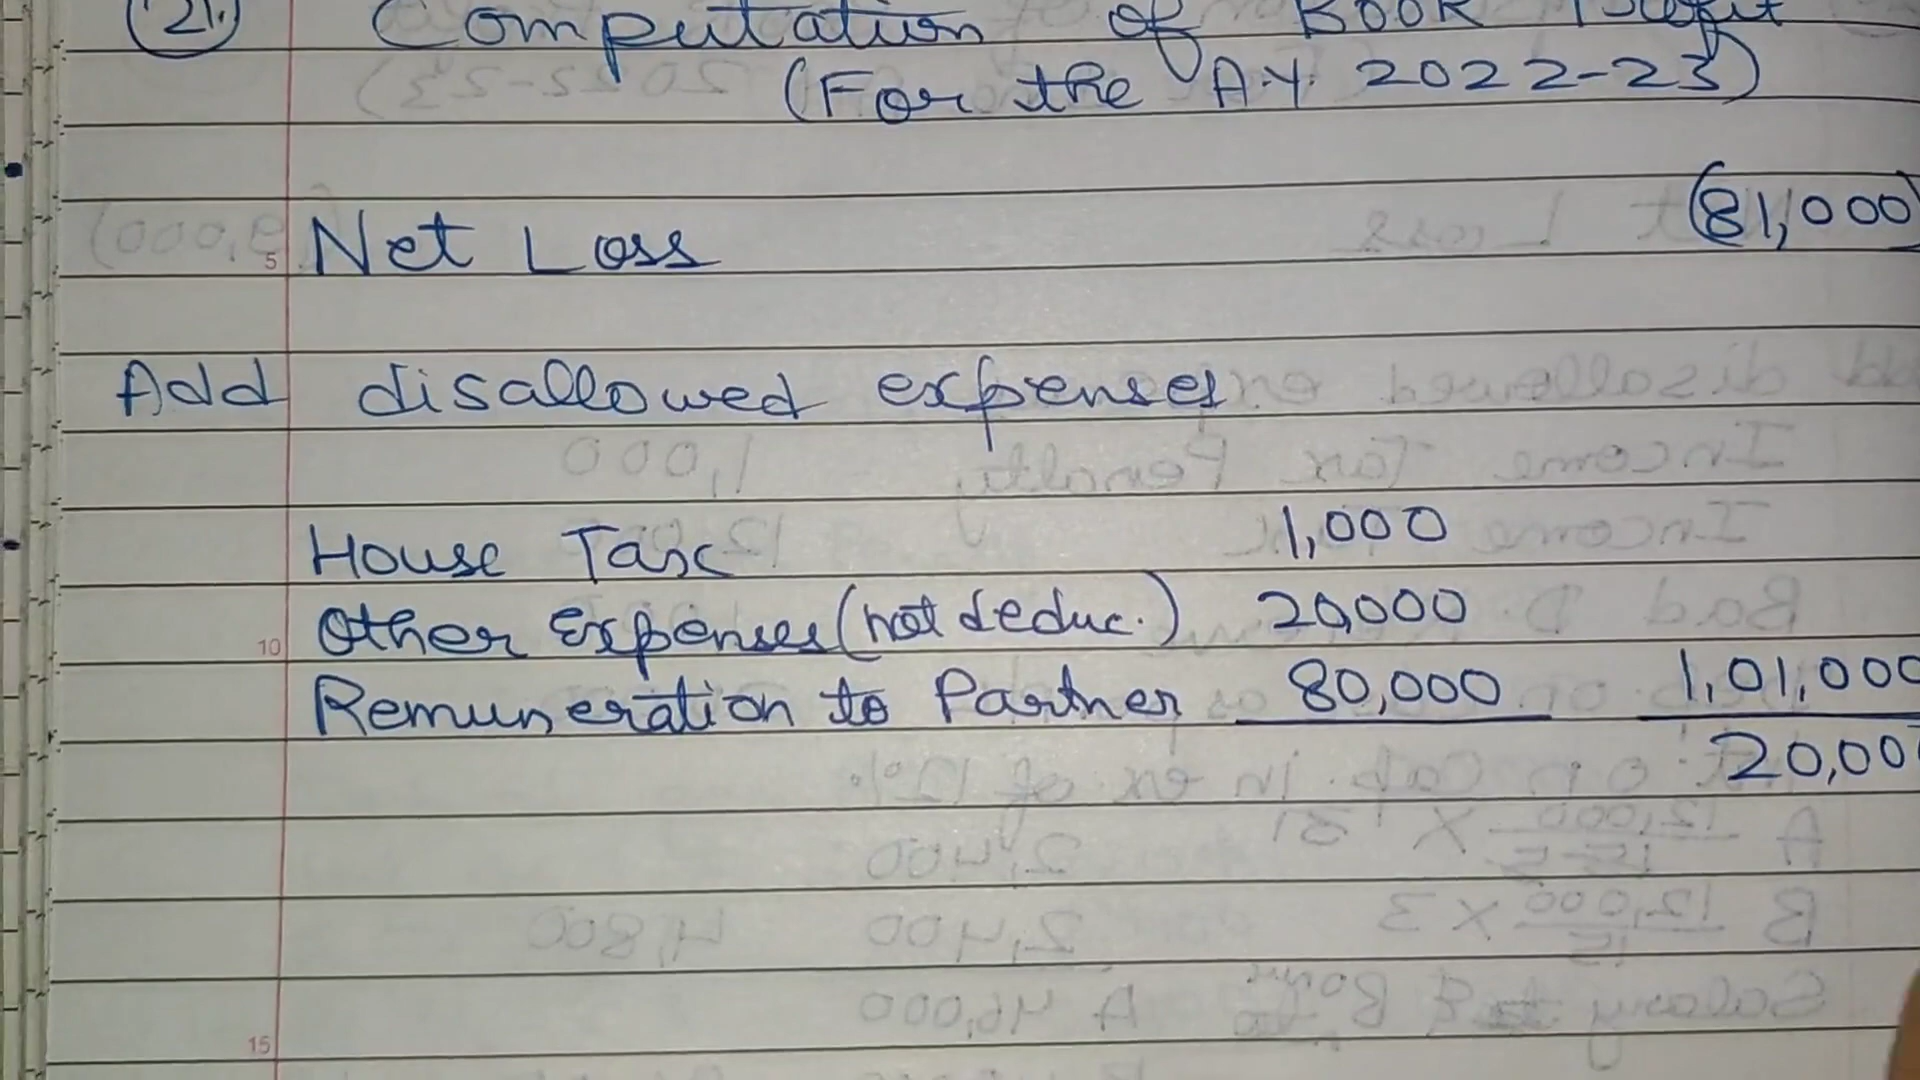 21. Computation of Book Profit
(For the A.Y. 2022-23)
Net Loss (81,000)
Add disallowed expenses
House Tax 1,000
Other Expenses (not deduc.) 20,000
Remuneration to Partner 80,000 1,01,000
20,00